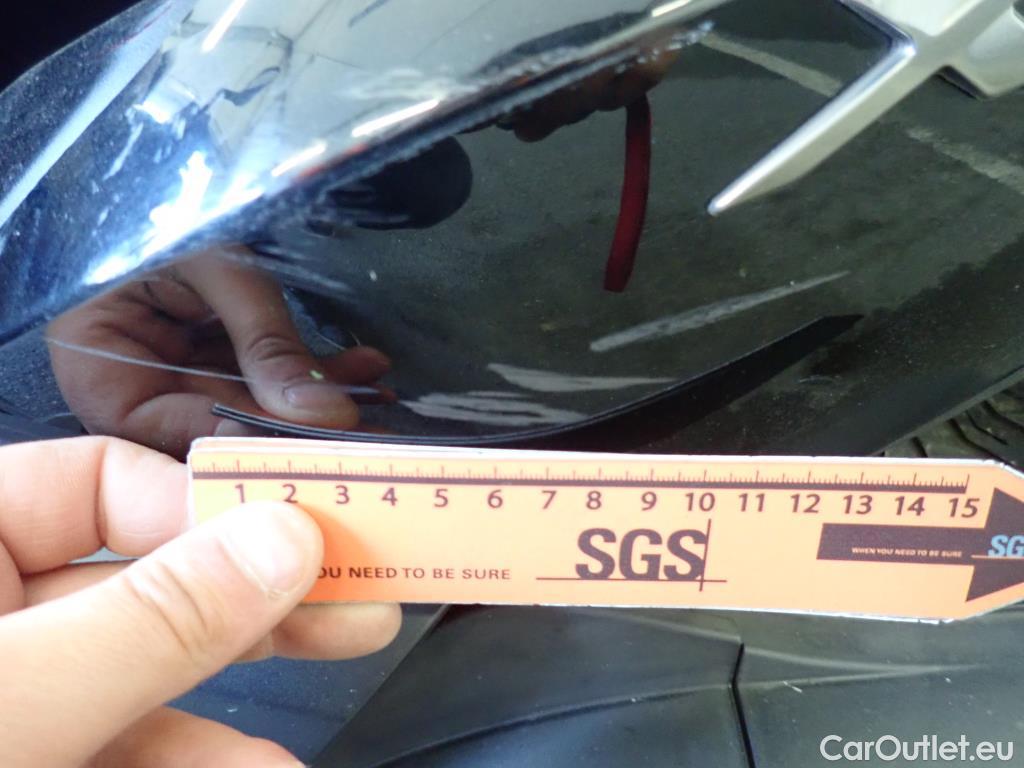 1 2 3 4 5 6 7 8 9 10 11 12 13 14 15
SGS
WHEN YOU NEED TO BE SURE
SG
OU NEED TO BE SURE
CarOutlet.eu